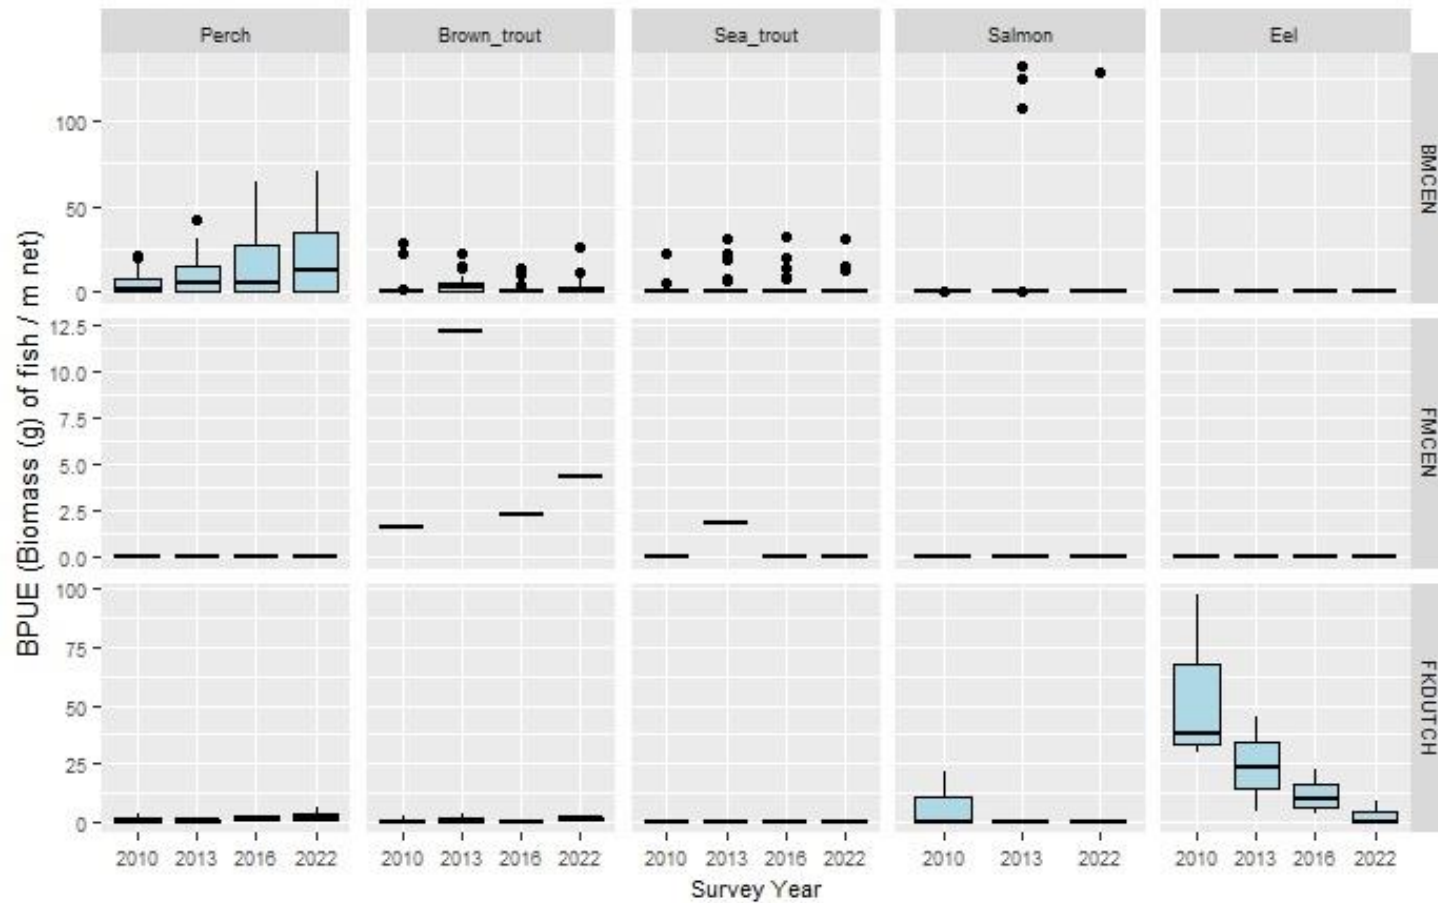 Perch Brown_trout Sea_trout Salmon Eel
BPUE (Biomass (g) of fish / m net)
100
50
0
BMCEN
12.5
10.0
7.5
5.0
2.5
0.0
FMCEN
100
75
50
25
0
FKDUTCH
2010 2013 2016 2022 2010 2013 2016 2022 2010 2013 2016 2022 2010 2013 2022 2010 2013 2016 2022
Survey Year